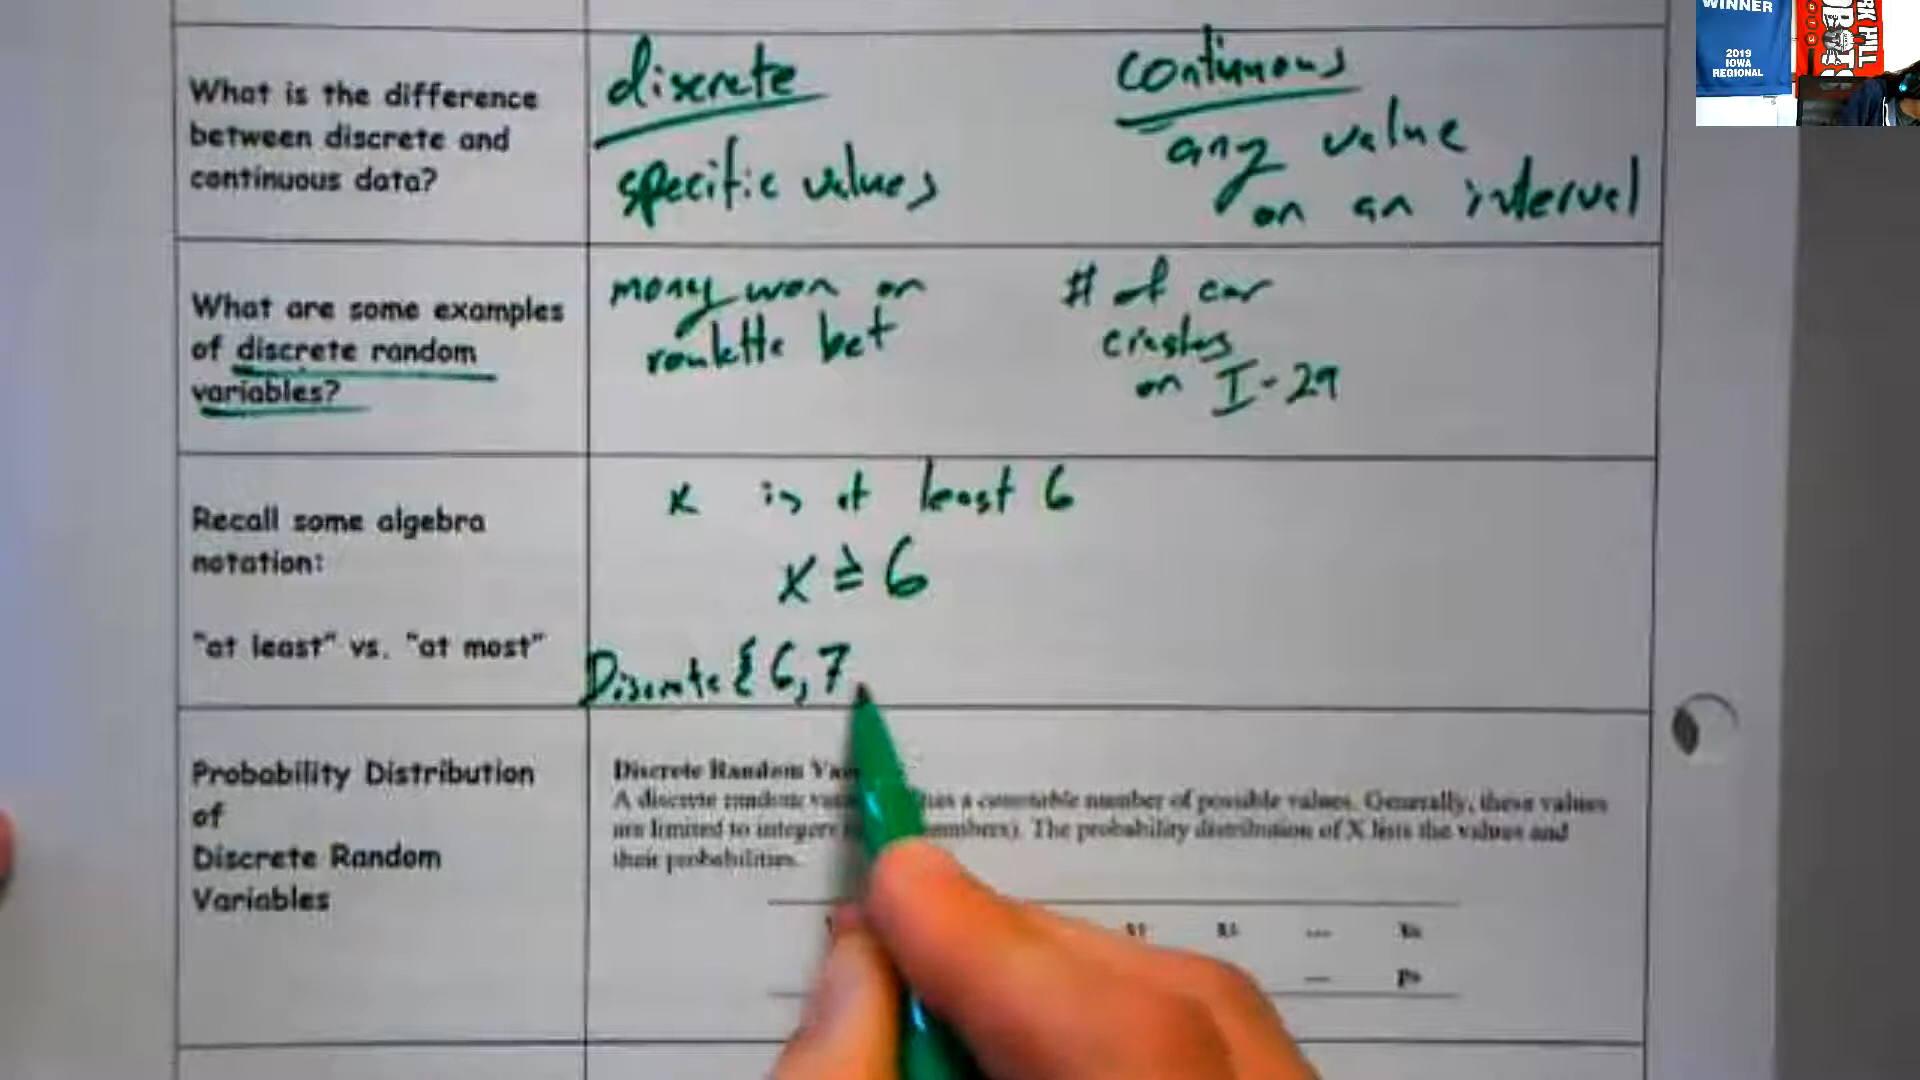 WINNER
2019
IOWA
REGIONAL
What is the difference
between discrete and
continuous data?
discrete
specific values
continuous
any value
on an interval
What are some examples
of discrete random
variables?
money won on
roulette bet
# of car
crashes
on I-29
Recall some algebra
notation:
"at least" vs. "at most"
x is at least 6
x ≥ 6
Discrete { 6, 7
Probability Distribution
of
Discrete Random
Variables
Discrete Random
A discrete random has a countable number of possible values. Generally, these values
are limited to integers numbers). The probability distribution of X lists the values and
their probabilities.